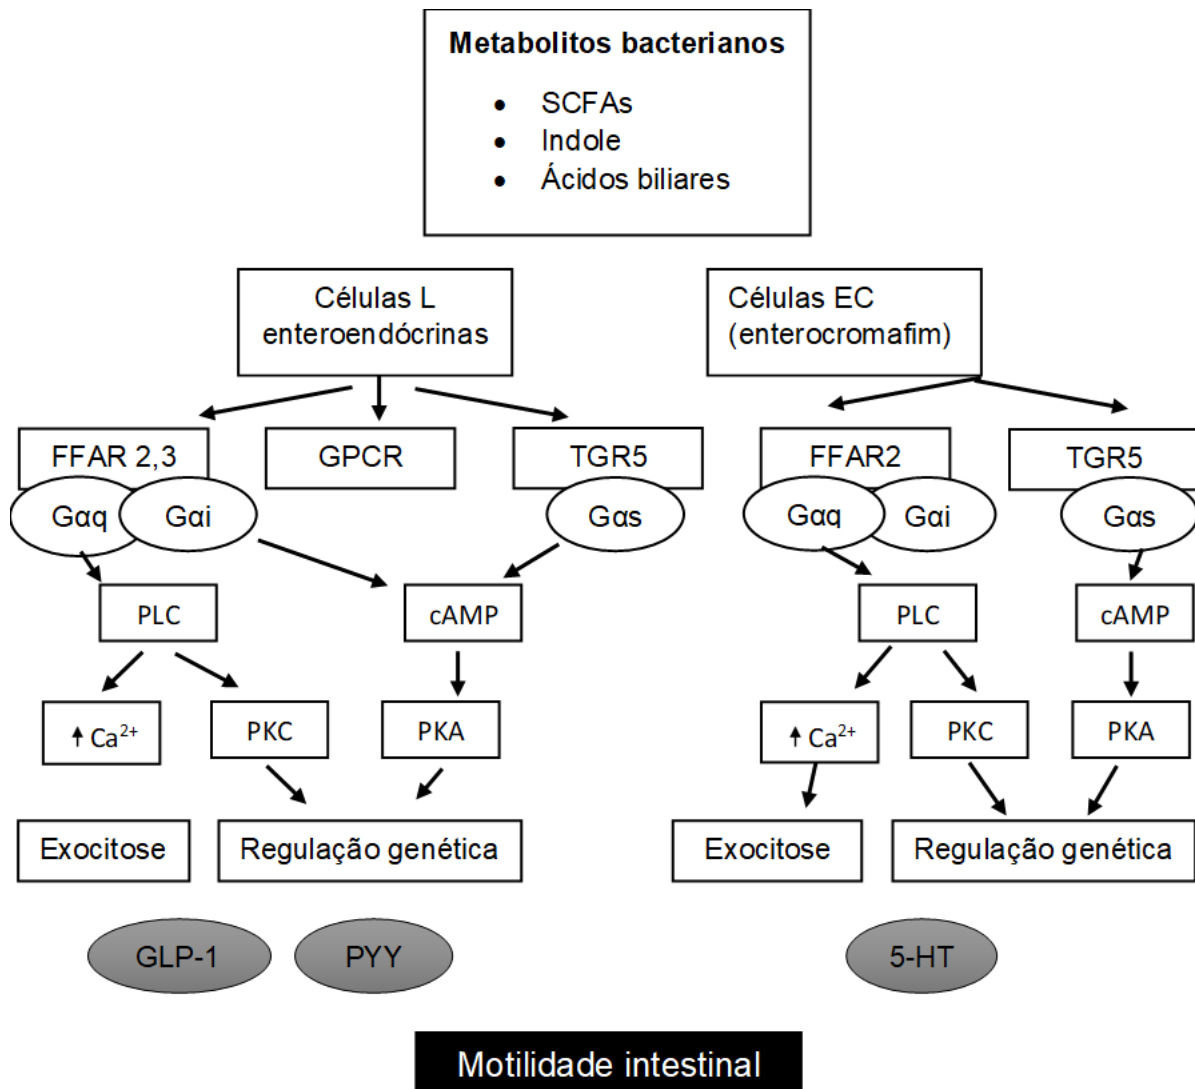 Metabolitos bacterianos
• SCFAs
• Indole
• Ácidos biliares
Células L
enteroendócrinas
Células EC
(enterocromafim)
FFAR 2,3
GPCR
TGR5
FFAR2
TGR5
Gαq
Gαi
Gαs
Gαq
Gαi
Gαs
PLC
cAMP
PLC
cAMP
↑ Ca²⁺
PKC
PKA
↑ Ca²⁺
PKC
PKA
Exocitose
Regulação genética
Exocitose
Regulação genética
GLP-1
PYY
5-HT
Motilidade intestinal